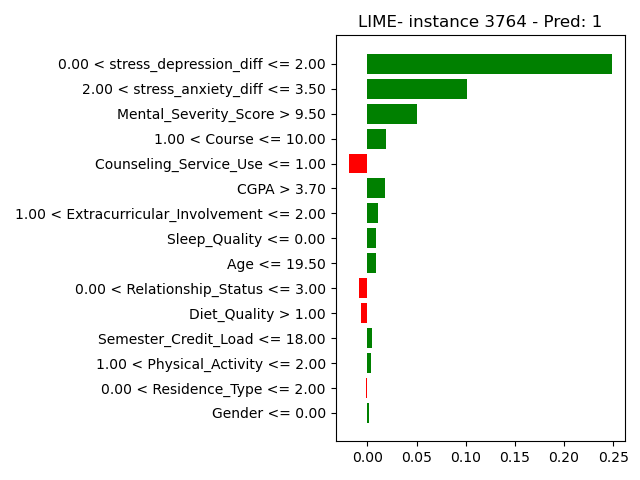 LIME- instance 3764 - Pred: 1
0.00 < stress_depression_diff <= 2.00
2.00 < stress_anxiety_diff <= 3.50
Mental_Severity_Score > 9.50
1.00 < Course <= 10.00
Counseling_Service_Use <= 1.00
CGPA > 3.70
1.00 < Extracurricular_Involvement <= 2.00
Sleep_Quality <= 0.00
Age <= 19.50
0.00 < Relationship_Status <= 3.00
Diet_Quality > 1.00
Semester_Credit_Load <= 18.00
1.00 < Physical_Activity <= 2.00
0.00 < Residence_Type <= 2.00
Gender <= 0.00
0.00 0.05 0.10 0.15 0.20 0.25